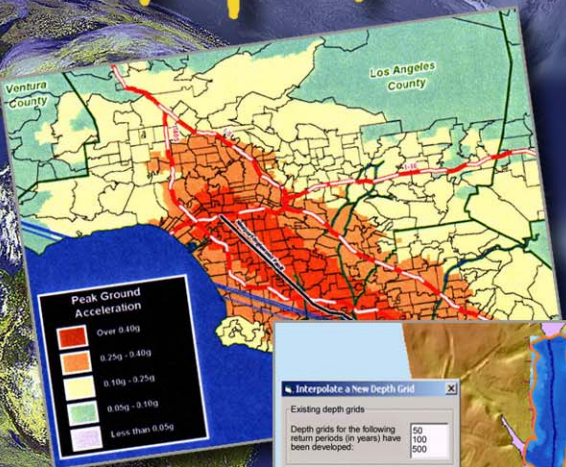 Ventura
County
Los Angeles
County
Peak Ground
Acceleration
Over 0.40g
0.25g - 0.40g
0.10g - 0.25g
0.05g - 0.10g
Less than 0.05g
Interpolate a New Depth Grid
Existing depth grids
Depth grids for the following
return periods (in years) have
been developed:
50
100
500